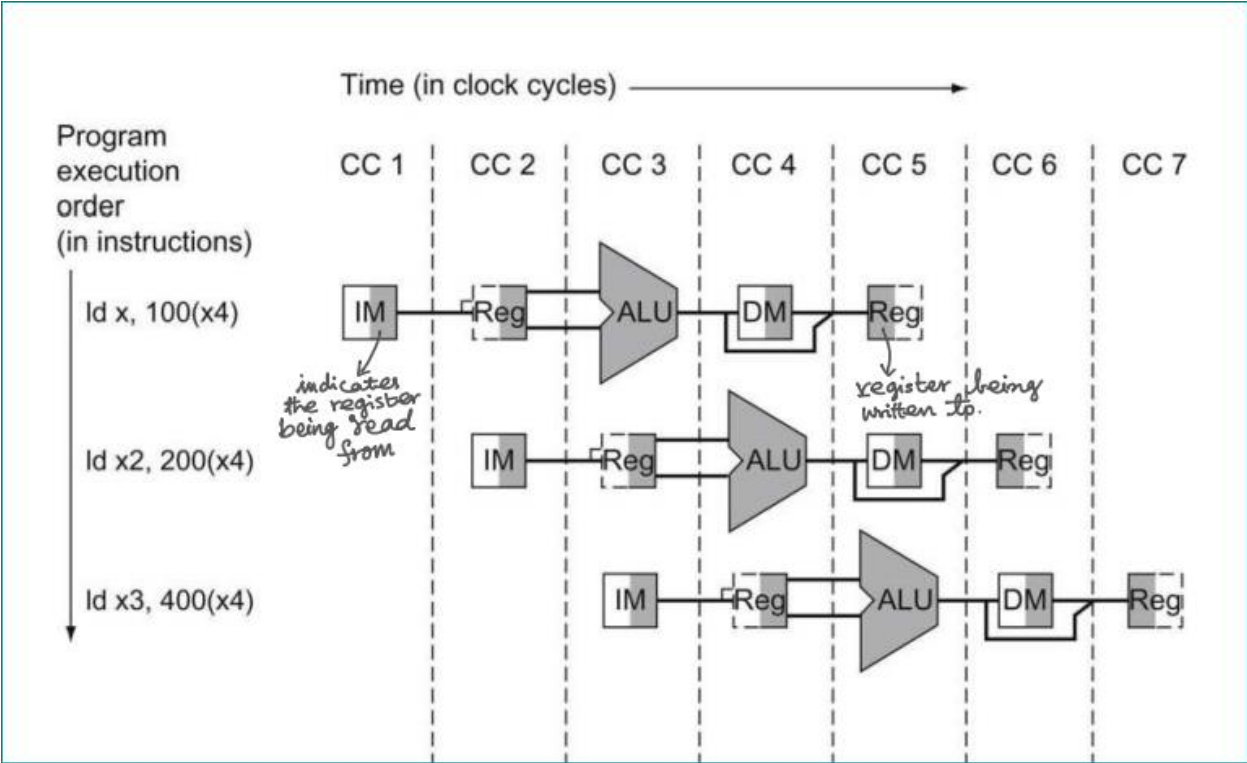 Time (in clock cycles)
Program
execution
order
(in instructions)
CC 1 CC 2 CC 3 CC 4 CC 5 CC 6 CC 7
ld x, 100(x4)
IM Reg ALU DM Reg
indicates
the register
being read
from
register being
written to.
ld x2, 200(x4)
IM Reg ALU DM Reg
ld x3, 400(x4)
IM Reg ALU DM Reg